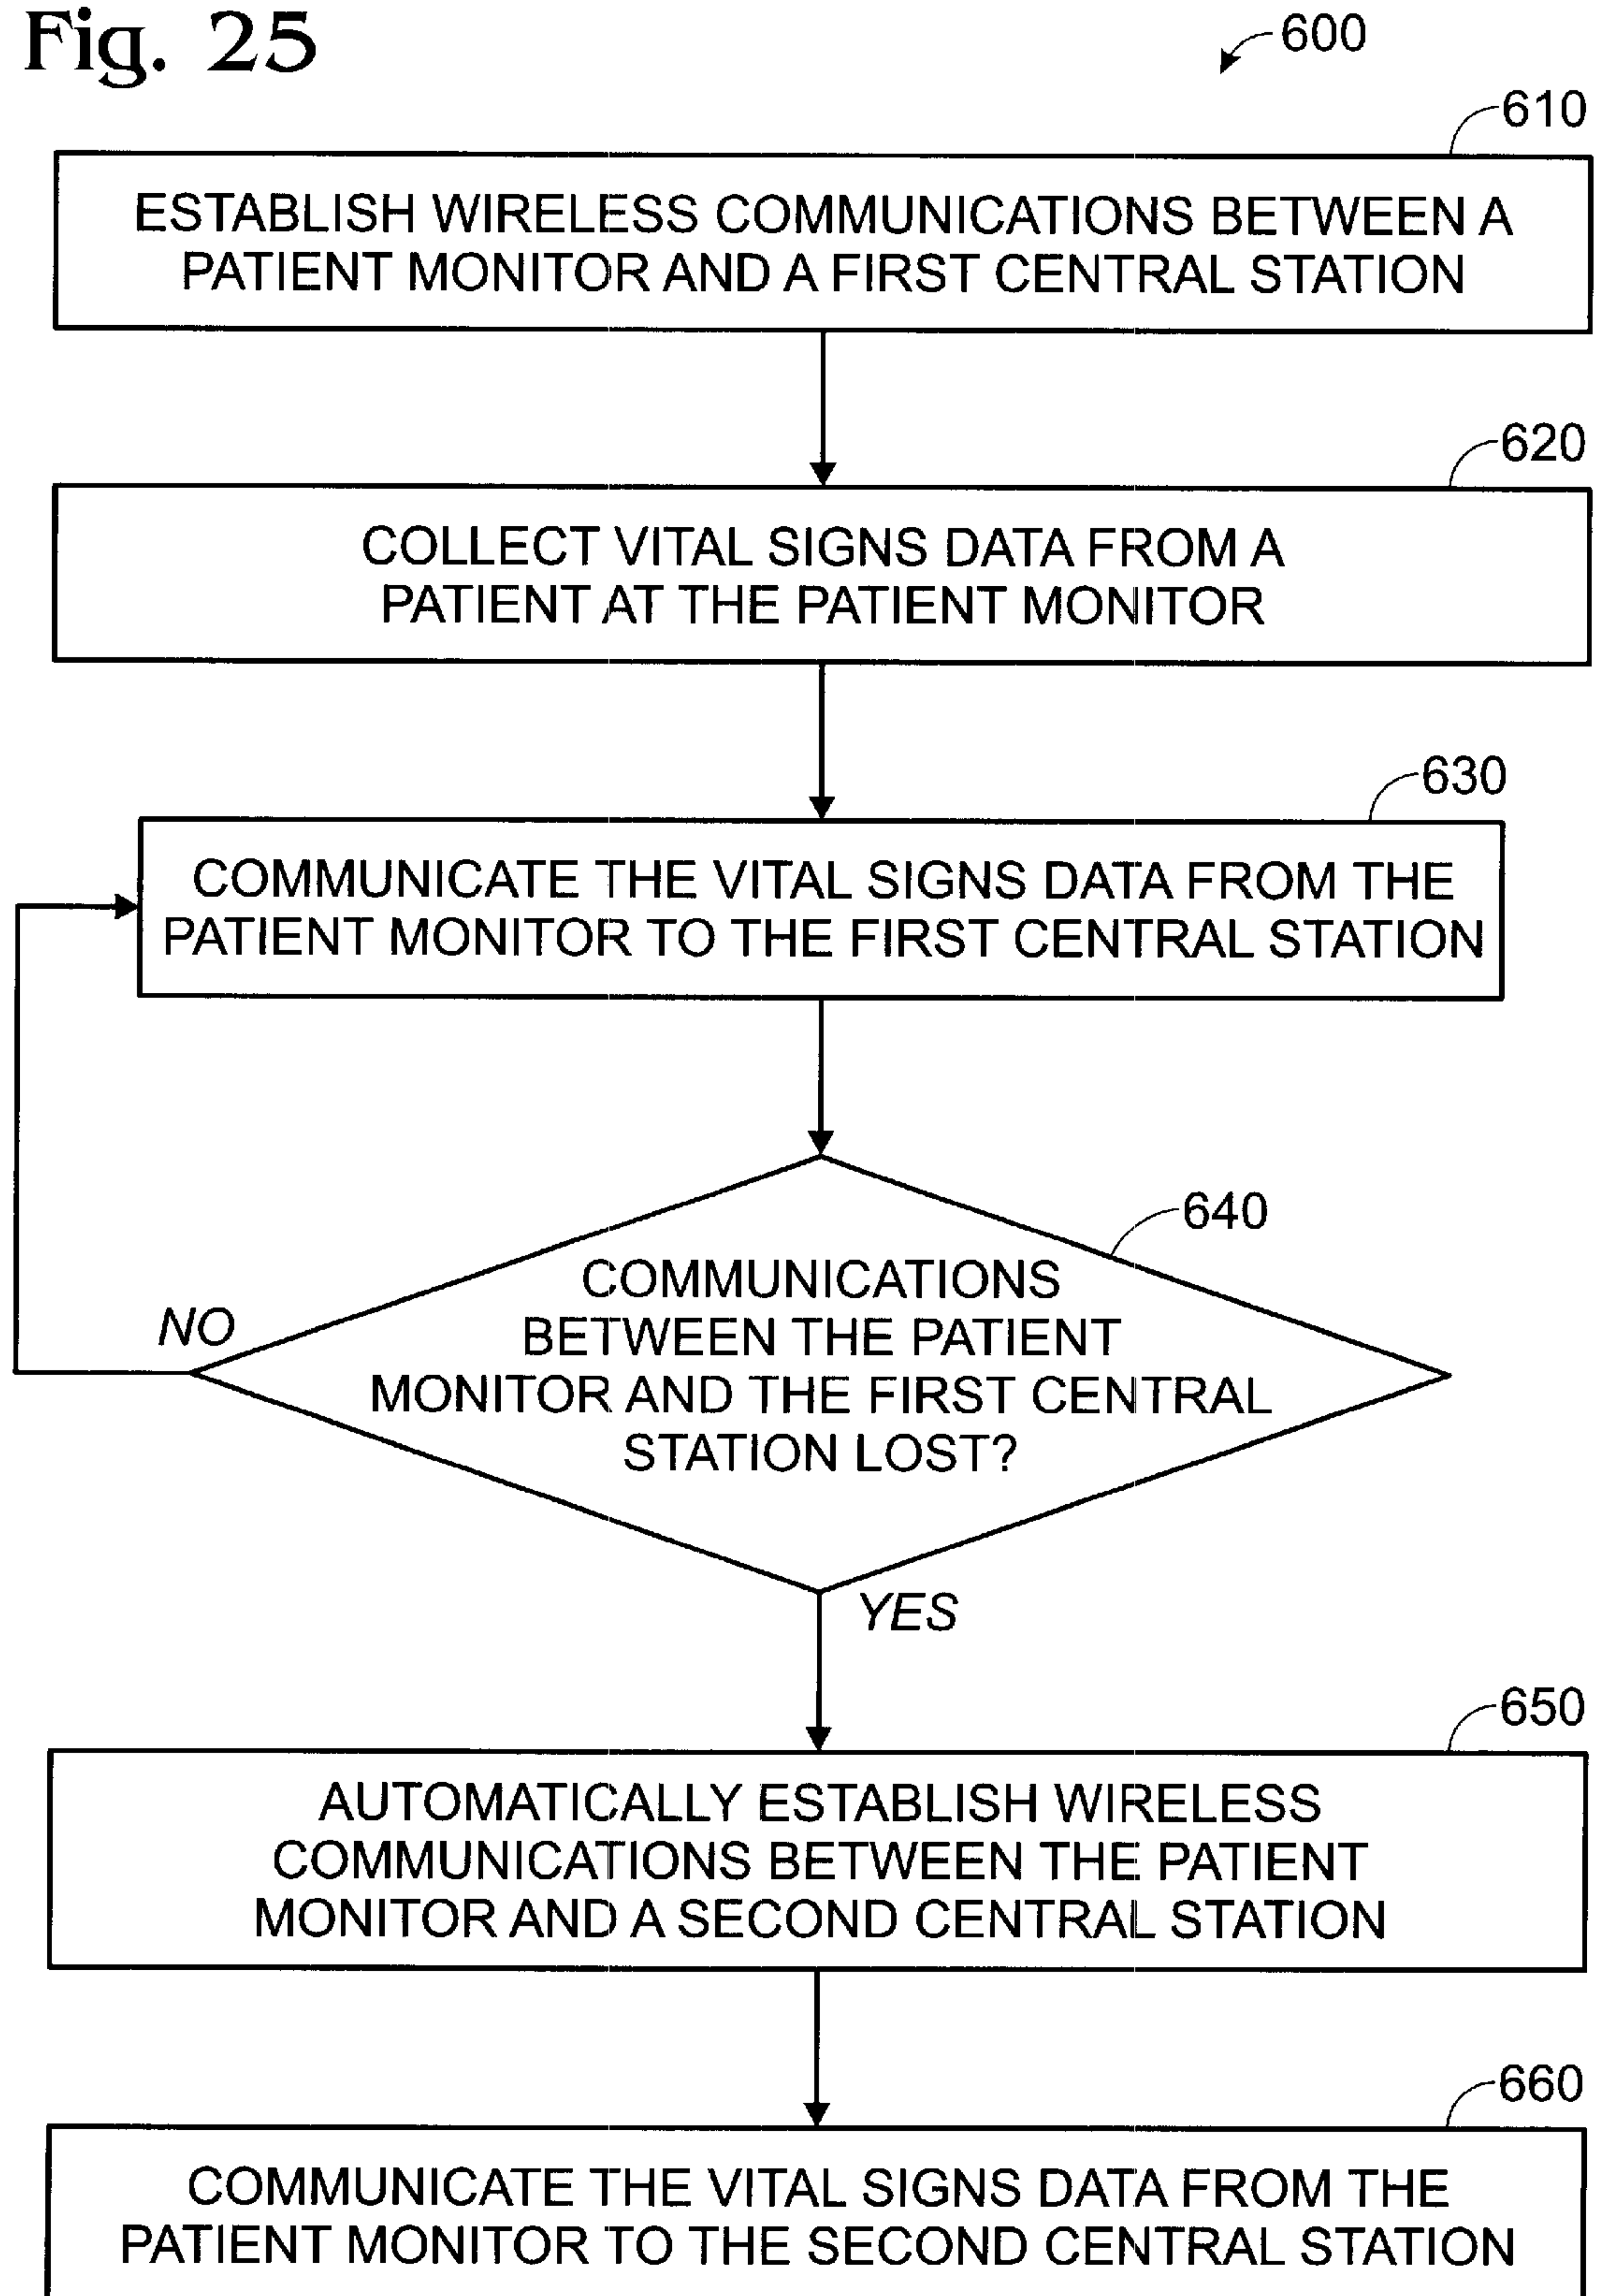 Fig. 25
600
610
ESTABLISH WIRELESS COMMUNICATIONS BETWEEN A
PATIENT MONITOR AND A FIRST CENTRAL STATION
620
COLLECT VITAL SIGNS DATA FROM A
PATIENT AT THE PATIENT MONITOR
630
COMMUNICATE THE VITAL SIGNS DATA FROM THE
PATIENT MONITOR TO THE FIRST CENTRAL STATION
640
COMMUNICATIONS
BETWEEN THE PATIENT
MONITOR AND THE FIRST CENTRAL
STATION LOST?
NO
YES
650
AUTOMATICALLY ESTABLISH WIRELESS
COMMUNICATIONS BETWEEN THE PATIENT
MONITOR AND A SECOND CENTRAL STATION
660
COMMUNICATE THE VITAL SIGNS DATA FROM THE
PATIENT MONITOR TO THE SECOND CENTRAL STATION